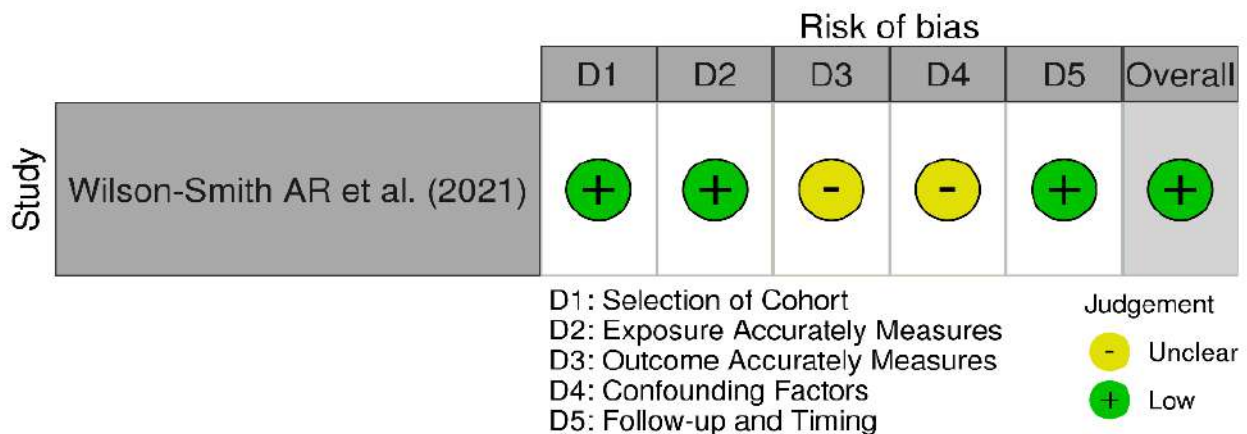 Risk of bias
D1 D2 D3 D4 D5 Overall
Study
Wilson-Smith AR et al. (2021) + + - - + +
D1: Selection of Cohort
D2: Exposure Accurately Measures
D3: Outcome Accurately Measures
D4: Confounding Factors
D5: Follow-up and Timing
Judgement
- Unclear
+ Low